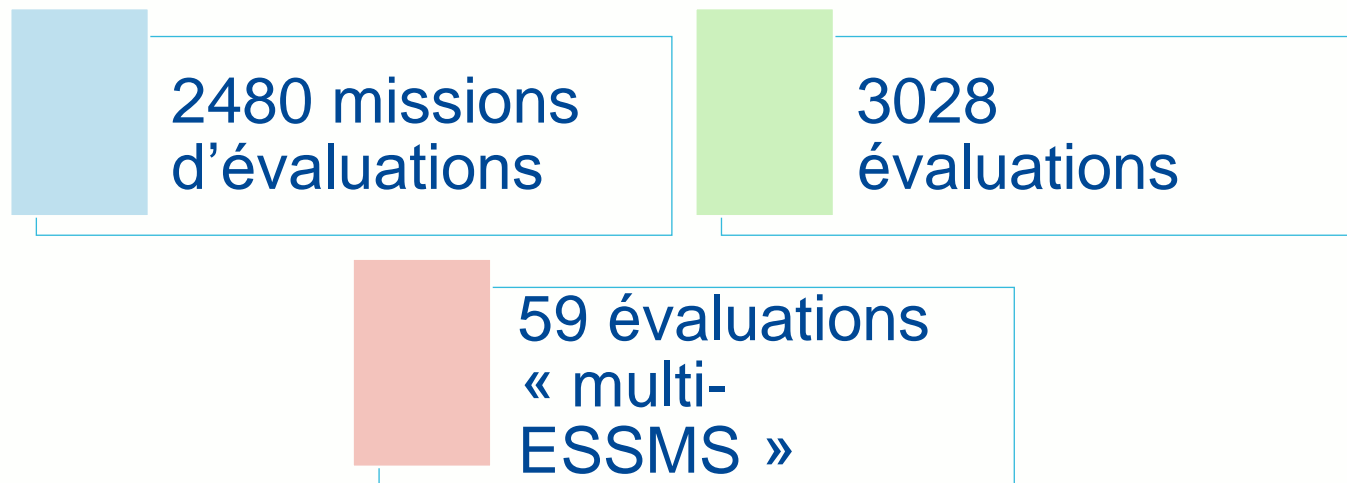 2480 missions
d’évaluations
3028
évaluations
59 évaluations
« multi-
ESSMS »